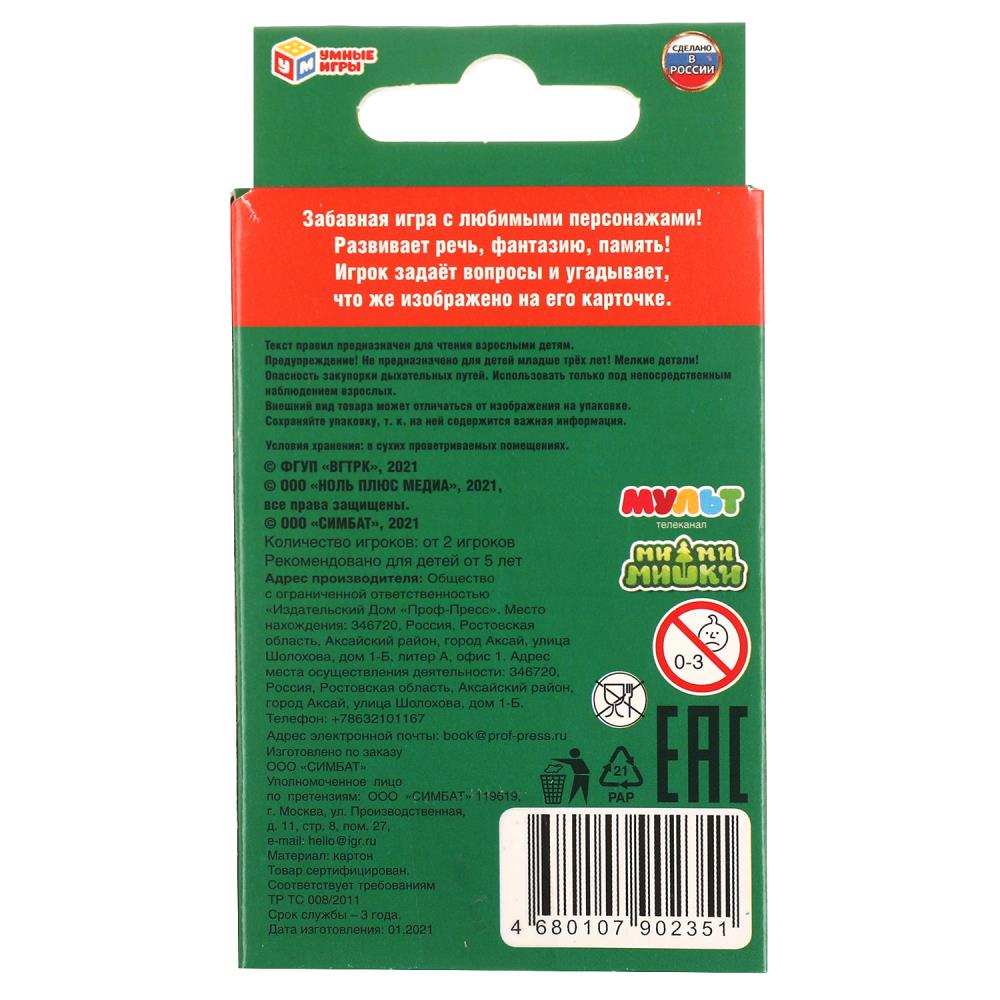 УМ УМНЫЕ
ИГРЫ
СДЕЛАНО
В
РОССИИ
Забавная игра с любимыми персонажами!
Развивает речь, фантазию, память!
Игрок задаёт вопросы и угадывает,
что же изображено на его карточке.
Текст правил предназначен для чтения взрослыми детям.
Предупреждение! Не предназначено для детей младше трёх лет! Мелкие детали!
Опасность закупорки дыхательных путей. Использовать только под непосредственным
наблюдением взрослых.
Внешний вид товара может отличаться от изображения на упаковке.
Сохраняйте упаковку, т. к. на ней содержится важная информация.
Условия хранения: в сухих проветриваемых помещениях.
© ФГУП «ВГТРК», 2021
© ООО «НОЛЬ ПЛЮС МЕДИА», 2021,
все права защищены.
© ООО «СИМБАТ», 2021
Количество игроков: от 2 игроков
Рекомендовано для детей от 5 лет
Адрес производителя: Общество
с ограниченной ответственностью
«Издательский Дом «Проф-Пресс». Место
нахождения: 346720, Россия, Ростовская
область, Аксайский район, город Аксай, улица
Шолохова, дом 1-Б, литер А, офис 1. Адрес
места осуществления деятельности: 346720,
Россия, Ростовская область, Аксайский район,
город Аксай, улица Шолохова, дом 1-Б.
Телефон: +78632101167
Адрес электронной почты: book@prof-press.ru
Изготовлено по заказу
ООО «СИМБАТ»
Уполномоченное лицо
по претензиям: ООО «СИМБАТ» 119619,
г. Москва, ул. Производственная,
д. 11, стр. 8, пом. 27,
e-mail: hello@igr.ru
Материал: картон
Товар сертифицирован.
Соответствует требованиям
ТР ТС 008/2011
Срок службы – 3 года.
Дата изготовления: 01.2021
МУЛЬТ
телеканал
МИ МИ
МИШКИ
0-3
EAC
21
PAP
4 680107 902351